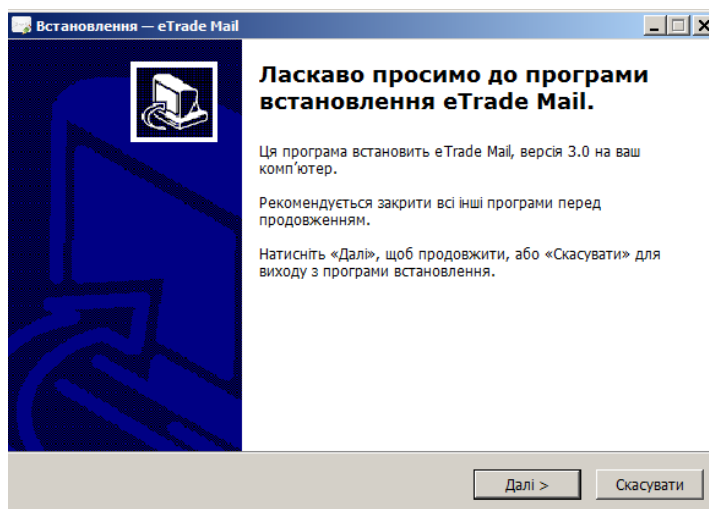 Встановлення — eTrade Mail
Ласкаво просимо до програми
встановлення eTrade Mail.
Ця програма встановить eTrade Mail, версія 3.0 на ваш
комп’ютер.
Рекомендується закрити всі інші програми перед
продовженням.
Натисніть «Далі», щоб продовжити, або «Скасувати» для
виходу з програми встановлення.
Далі >
Скасувати